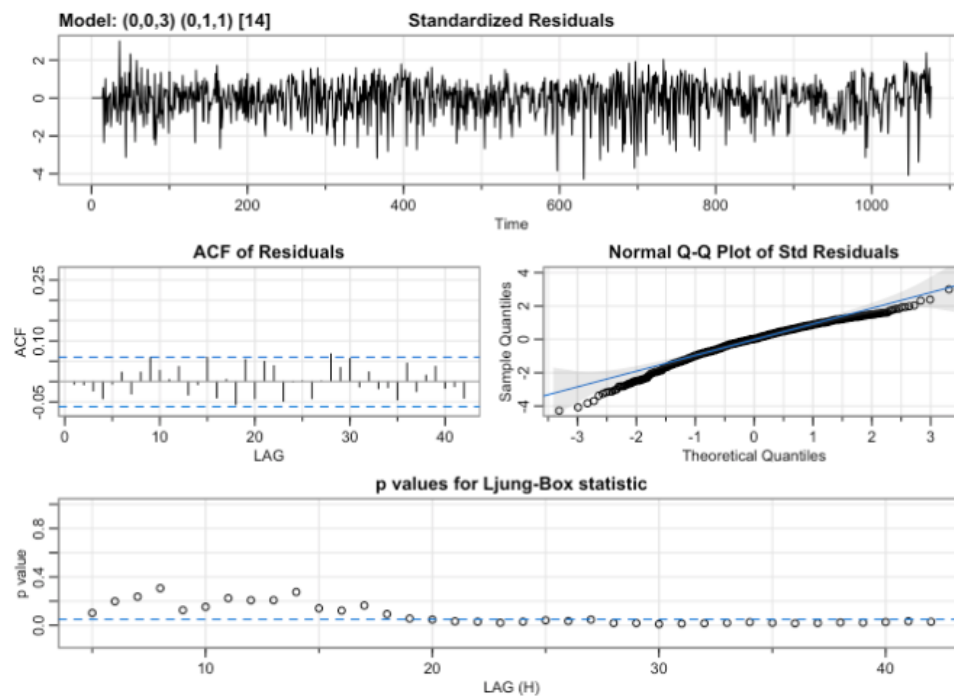 Model: (0,0,3) (0,1,1) [14] Standardized Residuals
2
0
-2
-4
0 200 400 600 800 1000
Time
ACF of Residuals
0.25
0.10
-0.05
ACF
0 10 20 30 40
LAG
Normal Q-Q Plot of Std Residuals
4
2
0
-2
-4
Sample Quantiles
-3 -2 -1 0 1 2 3
Theoretical Quantiles
p values for Ljung-Box statistic
0.8
0.4
0.0
p value
10 20 30 40
LAG (H)